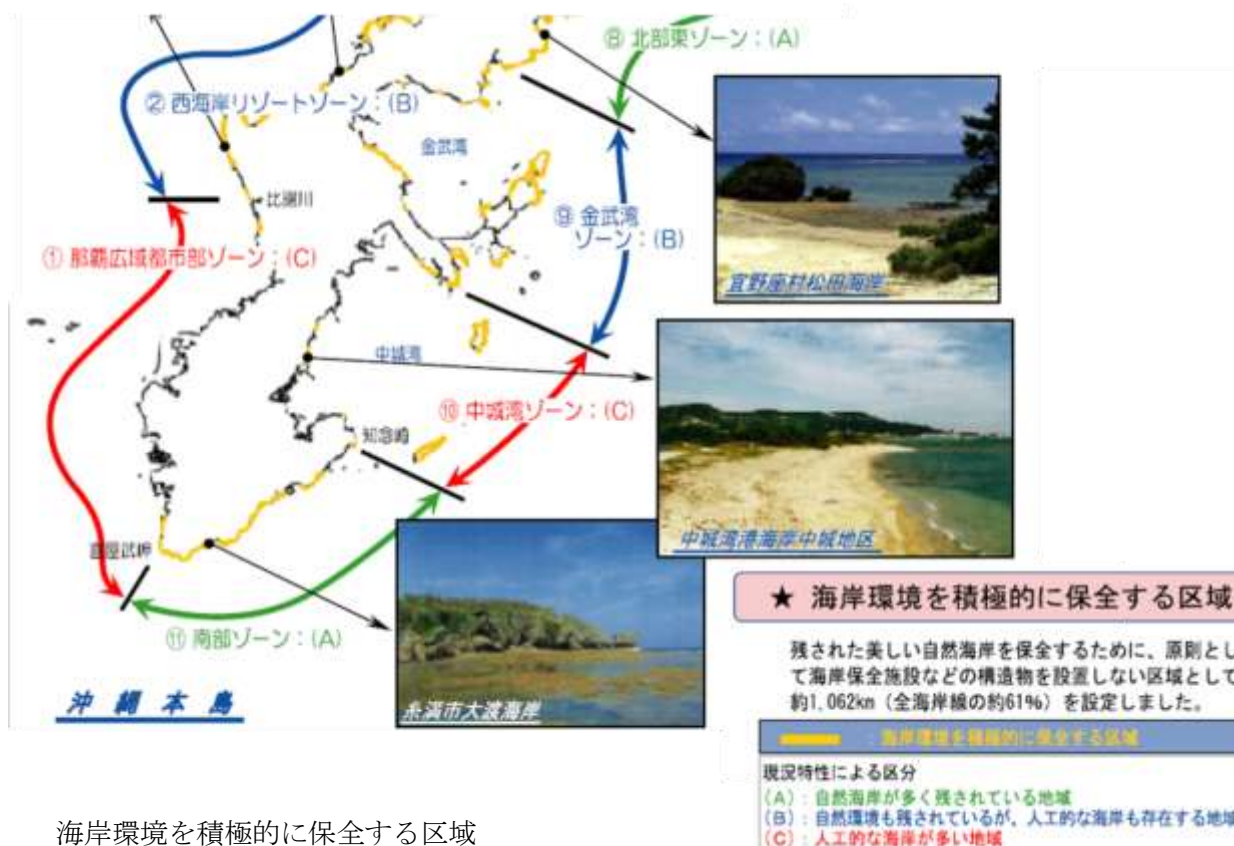 ⑧ 北部東ゾーン：(A)
② 西海岸リゾートゾーン：(B)
金武湾
比謝川
⑨ 金武湾
ゾーン：(B)
① 那覇広域都市部ゾーン：(C)
宜野座村松田海岸
中城湾
⑩ 中城湾ゾーン：(C)
知念崎
中城湾港海岸中城地区
喜屋武岬
⑪ 南部ゾーン：(A)
沖縄本島
糸満市大渡海岸
★ 海岸環境を積極的に保全する区域
残された美しい自然海岸を保全するために、原則とし
て海岸保全施設などの構造物を設置しない区域として
約1,062km（全海岸線の約61%）を設定しました。
：海岸環境を積極的に保全する区域
現況特性による区分
(A)：自然海岸が多く残されている地域
(B)：自然環境も残されているが、人工的な海岸も存在する地域
(C)：人工的な海岸が多い地域
海岸環境を積極的に保全する区域